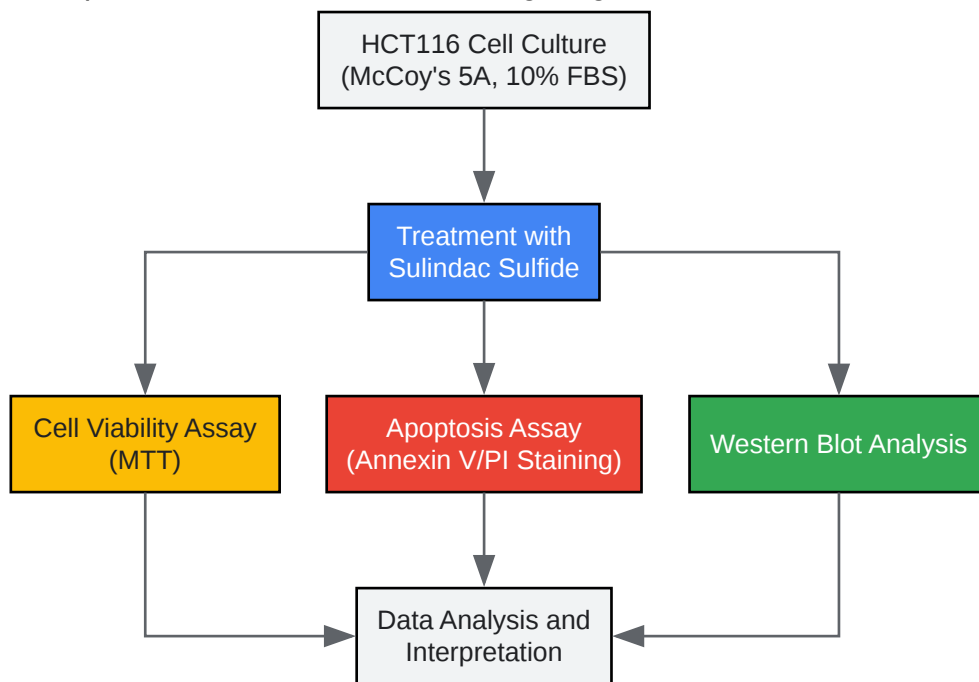 HCT116 Cell Culture
(McCoy's 5A, 10% FBS)
Treatment with
Sulindac Sulfide
Cell Viability Assay
(MTT)
Apoptosis Assay
(Annexin V/PI Staining)
Western Blot Analysis
Data Analysis and
Interpretation